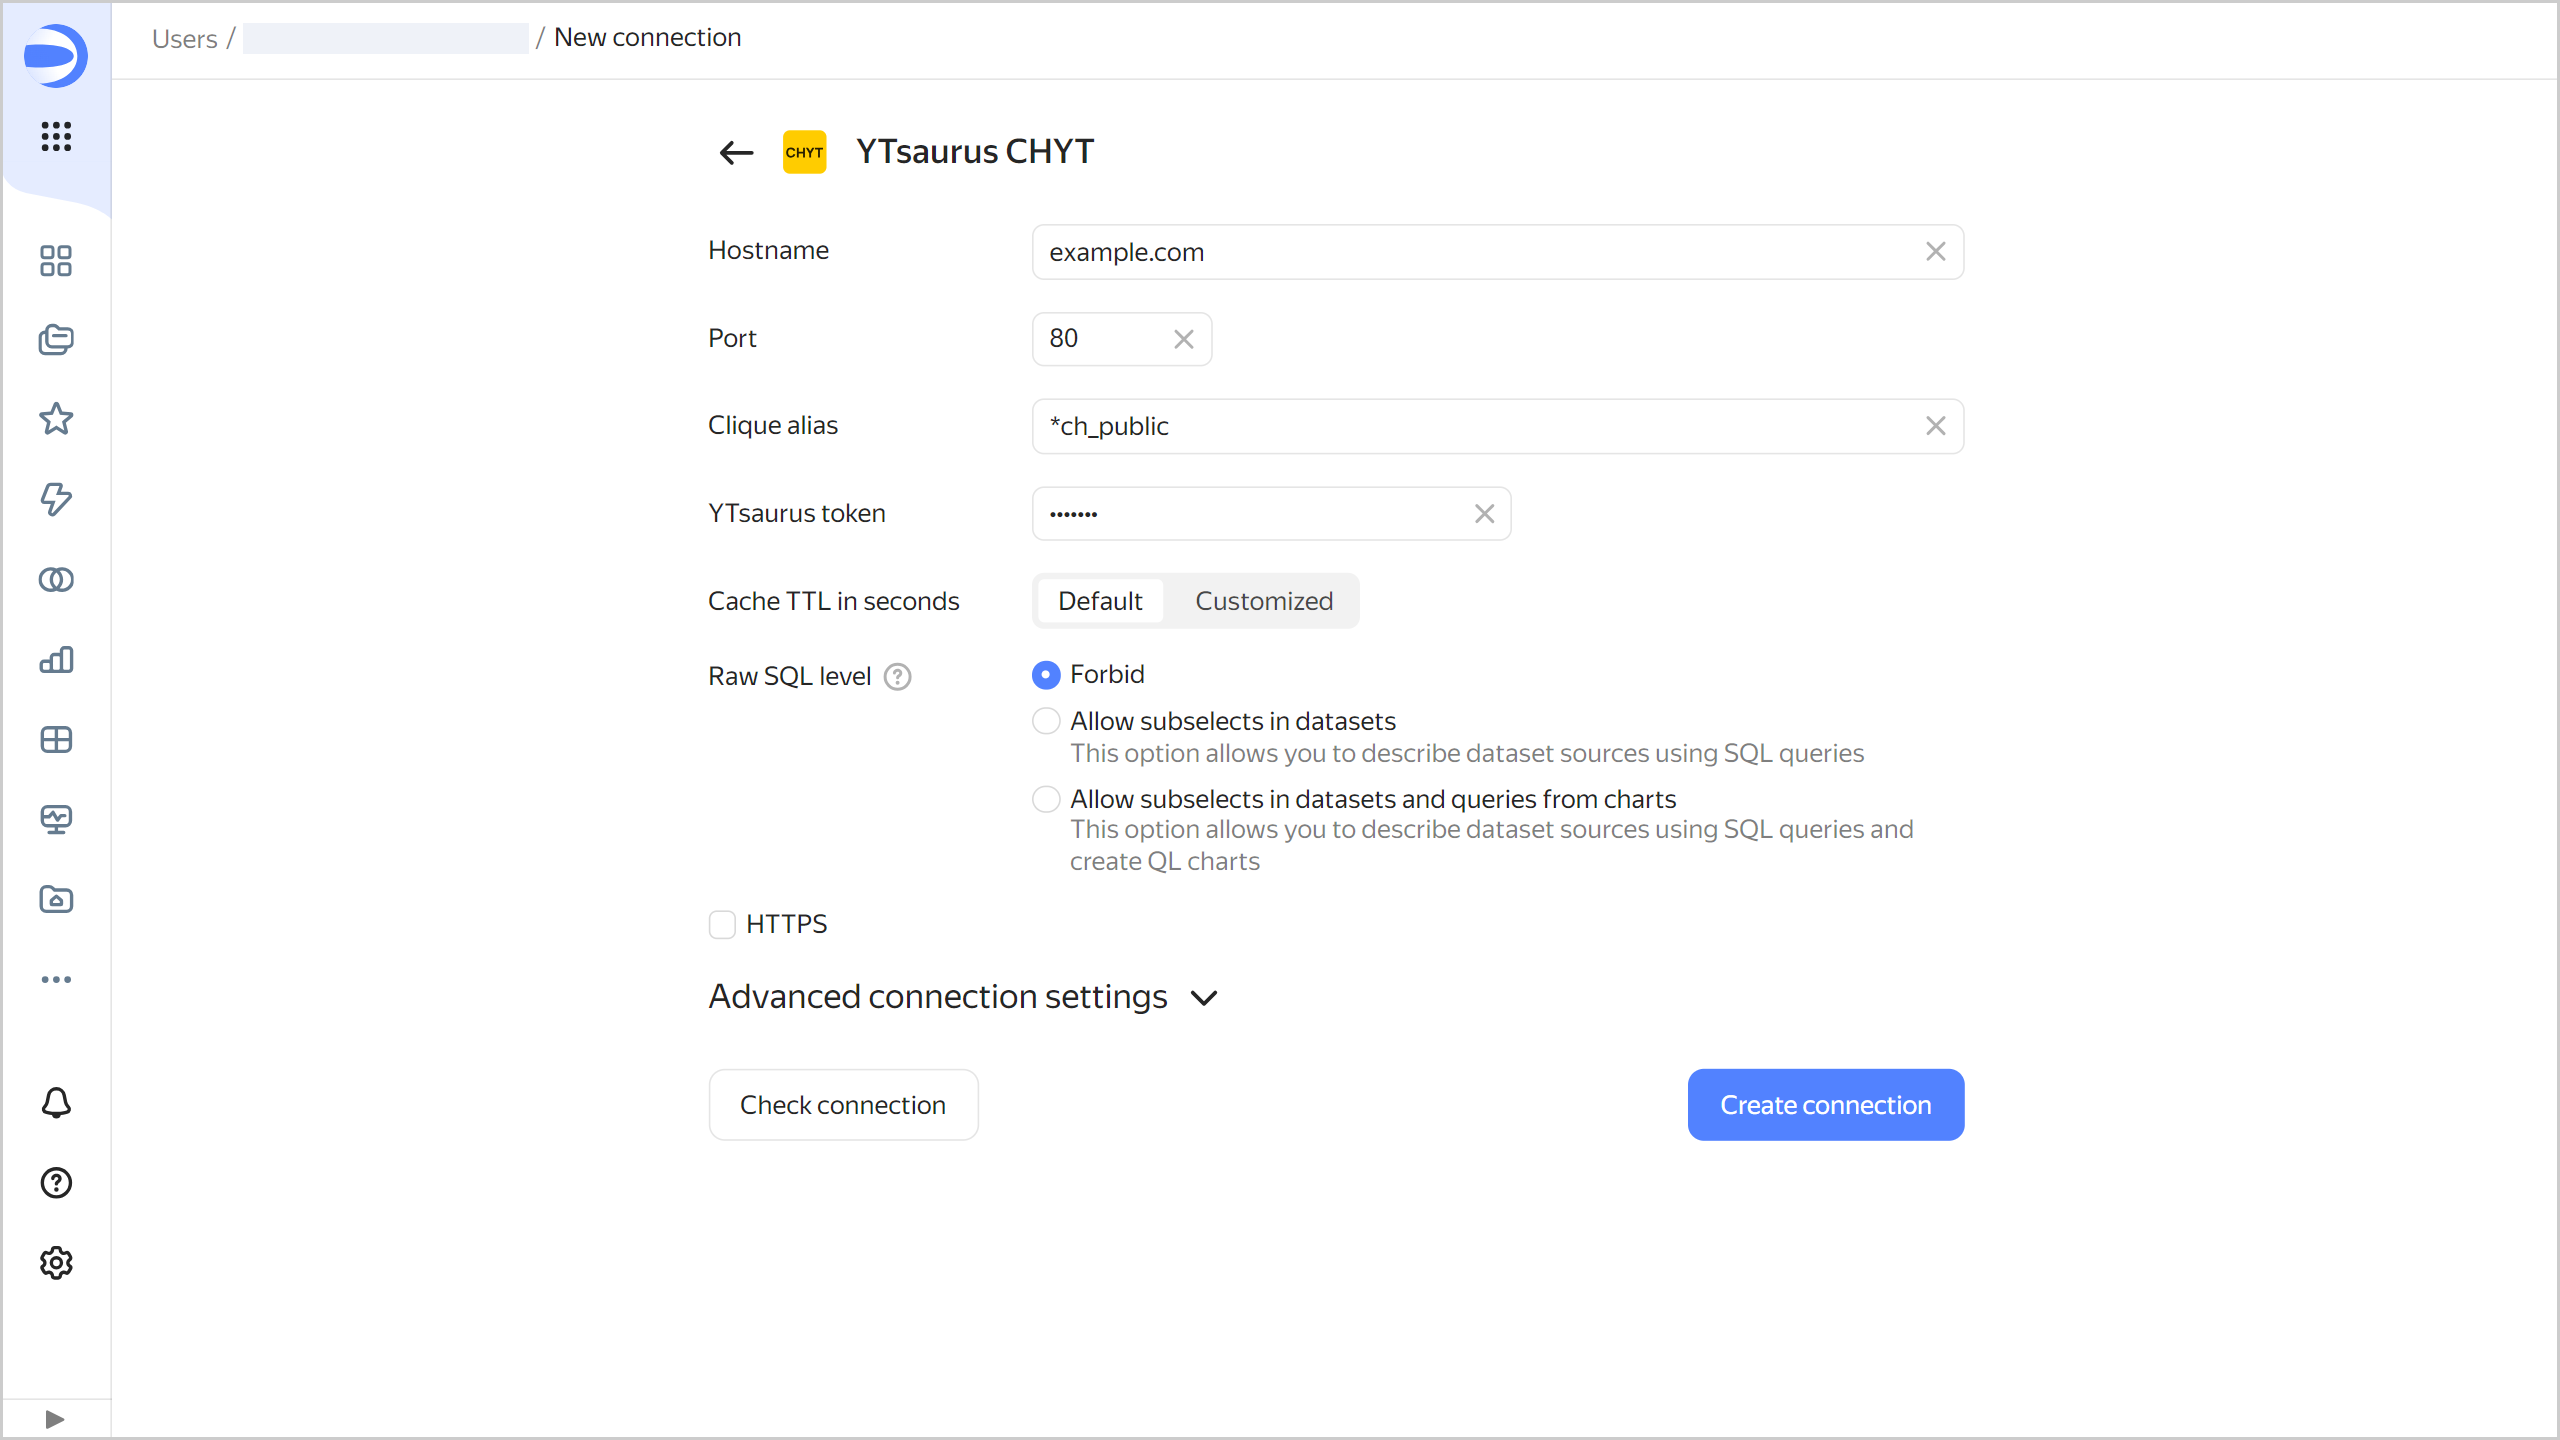 Users / / New connection
CHYT YTsaurus CHYT
Hostname example.com
Port 80
Clique alias *ch_public
YTsaurus token •••••••
Cache TTL in seconds Default Customized
Raw SQL level ? Forbid
Allow subselects in datasets
This option allows you to describe dataset sources using SQL queries
Allow subselects in datasets and queries from charts
This option allows you to describe dataset sources using SQL queries and
create QL charts
HTTPS
Advanced connection settings
Check connection Create connection